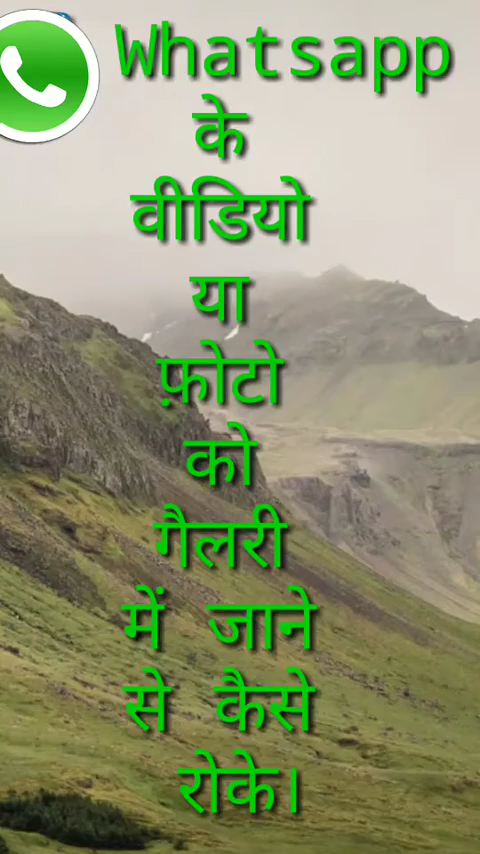 Whatsapp
के
वीडियो
या
फ़ोटो
को
गैलरी
में जाने
से कैसे
रोके।